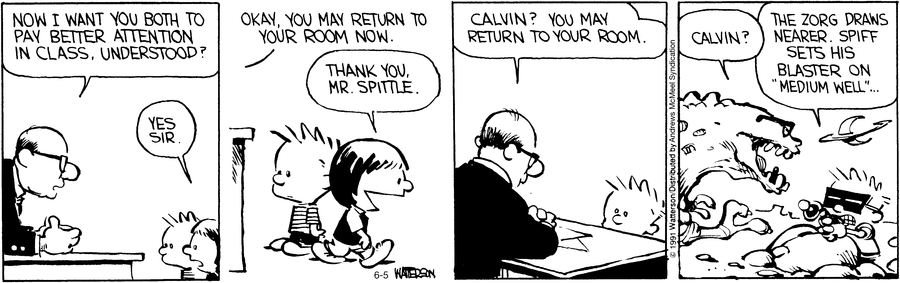 NOW I WANT YOU BOTH TO
PAY BETTER ATTENTION
IN CLASS, UNDERSTOOD?
YES
SIR.
OKAY, YOU MAY RETURN TO
YOUR ROOM NOW.
THANK YOU,
MR. SPITTLE.
6-5 WATTERSON
CALVIN? YOU MAY
RETURN TO YOUR ROOM.
© 1991 Watterson/Distributed by Andrews McMeel Syndication
CALVIN?
THE ZORG DRAWS
NEARER. SPIFF
SETS HIS
BLASTER ON
"MEDIUM WELL"...